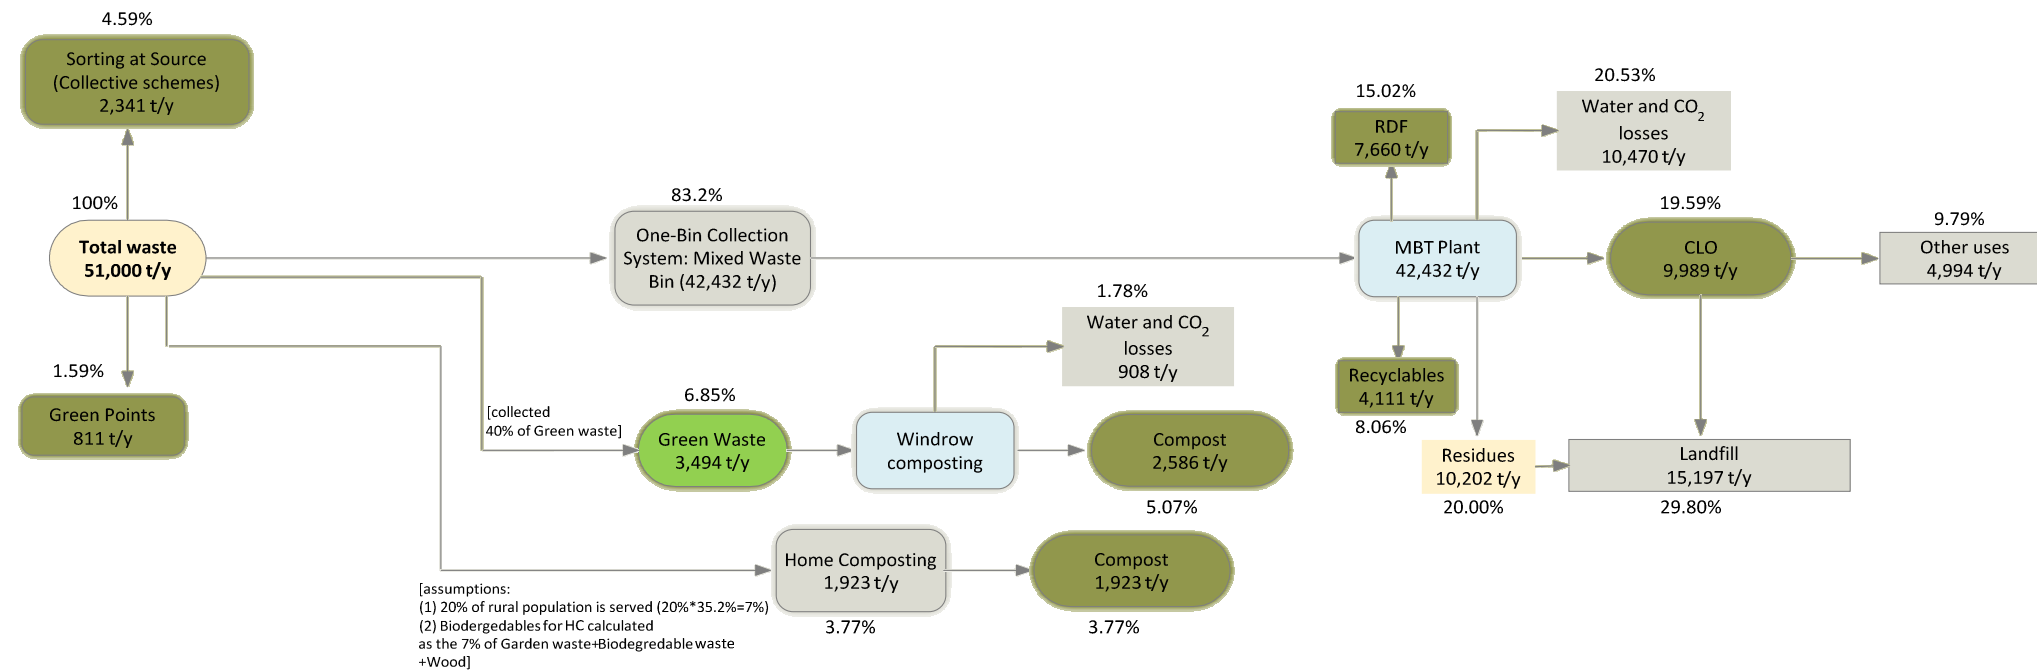 4.59%
Sorting at Source
(Collective schemes)
2,341 t/y
100%
Total waste
51,000 t/y
1.59%
Green Points
811 t/y
83.2%
One-Bin Collection
System: Mixed Waste
Bin (42,432 t/y)
[collected
40% of Green waste]
6.85%
Green Waste
3,494 t/y
Windrow
composting
1.78%
Water and CO2
losses
908 t/y
Compost
2,586 t/y
5.07%
[assumptions:
(1) 20% of rural population is served (20%*35.2%=7%)
(2) Biodergedables for HC calculated
as the 7% of Garden waste+Biodegredable waste
+Wood]
Home Composting
1,923 t/y
3.77%
Compost
1,923 t/y
3.77%
15.02%
RDF
7,660 t/y
20.53%
Water and CO2
losses
10,470 t/y
MBT Plant
42,432 t/y
19.59%
CLO
9,989 t/y
9.79%
Other uses
4,994 t/y
Recyclables
4,111 t/y
8.06%
Residues
10,202 t/y
20.00%
Landfill
15,197 t/y
29.80%